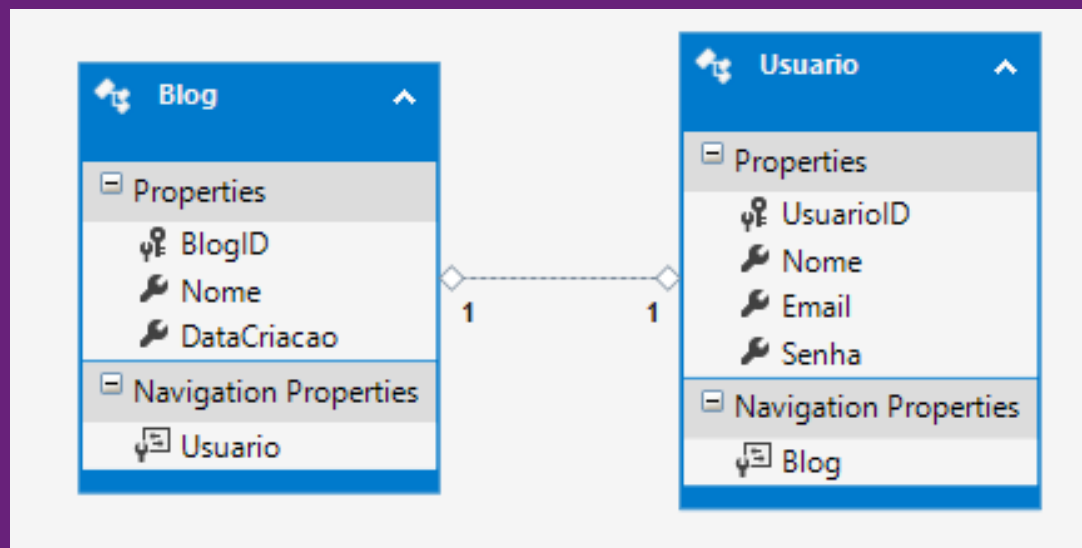 Blog
Properties
BlogID
Nome
DataCriacao
Navigation Properties
Usuario
1
1
Usuario
Properties
UsuarioID
Nome
Email
Senha
Navigation Properties
Blog